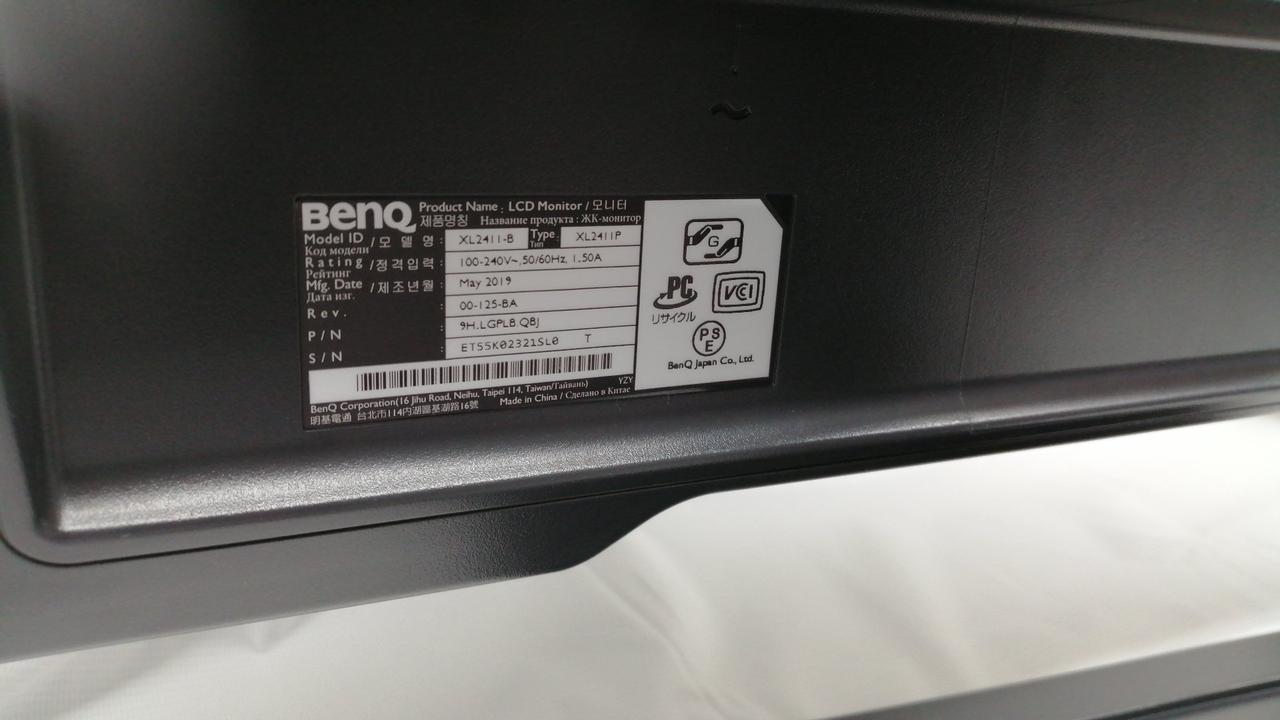 BenQ
Product Name : LCD Monitor / 모니터
제품명칭 Название продукта : ЖК-монитор
Model ID / 모 델 명 : XL2411-B Type XL2411P
Код модели Тип
Rating / 정격입력 : 100-240V~, 50/60Hz, 1.50A
Рейтинг
Mfg. Date / 제조년월 : May 2019
Дата изг.
Rev. : 00-125-BA
P/N : 9H.LGPLB.QBJ
S/N : ET55K02321SL0 T
YZY
BenQ Corporation(16 Jihu Road, Neihu, Taipei 114, Taiwan/Гайвань)
明基電通 台北市114內湖區基湖路16號 Made in China / Сделано в Китае
G
PC
リサイクル
VCCI
PSE
BenQ Japan Co., Ltd.